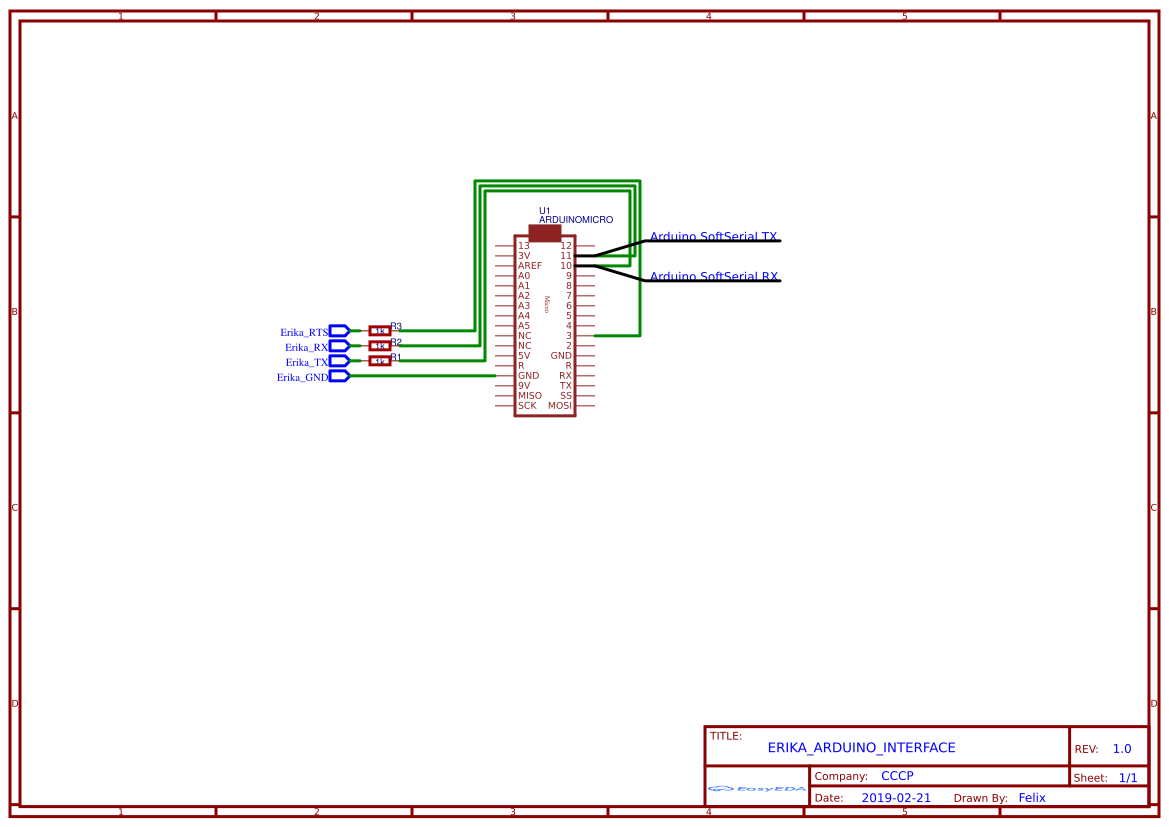 1 2 3 4 5
A A
U1
ARDUINOMICRO
Arduino SoftSerial TX
Arduino SoftSerial RX
13 12
3V 11
AREF 10
A0 9
A1 8
A2 7
A3 6
A4 5
A5 4
NC 3
NC 2
5V GND
R R
GND RX
9V TX
MISO SS
SCK MOSI
Micro
B B
Erika_RTS 1k R3
Erika_RX 1k R2
Erika_TX 1k R1
Erika_GND
C C
D D
TITLE:
ERIKA_ARDUINO_INTERFACE
REV: 1.0
EasyEDA
Company: CCCP
Sheet: 1/1
Date: 2019-02-21 Drawn By: Felix
1 2 3 4 5